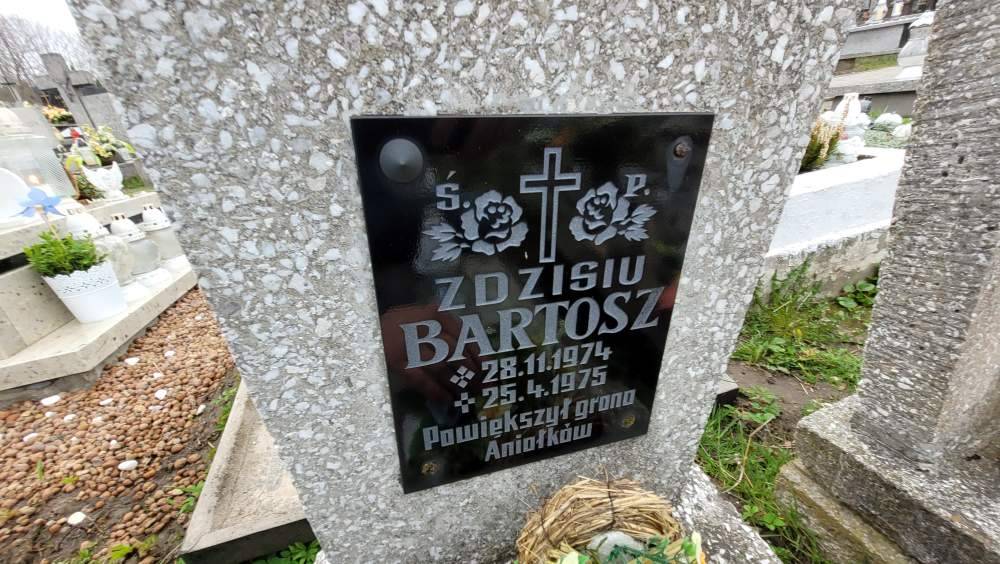 Ś. P.
ZDZISIU
BARTOSZ
28.11.1974
25.4.1975
Powiększył grono
Aniołków